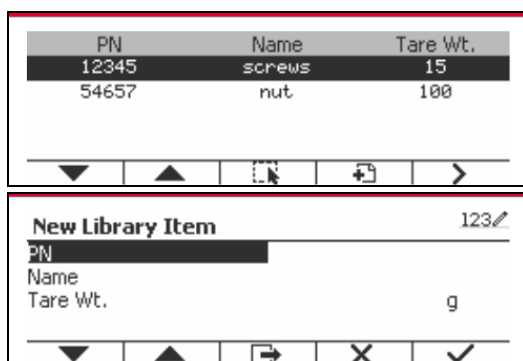 PN Name Tare Wt.
12345 screws 15
54657 nut 100
New Library Item 123
PN
Name
Tare Wt. g